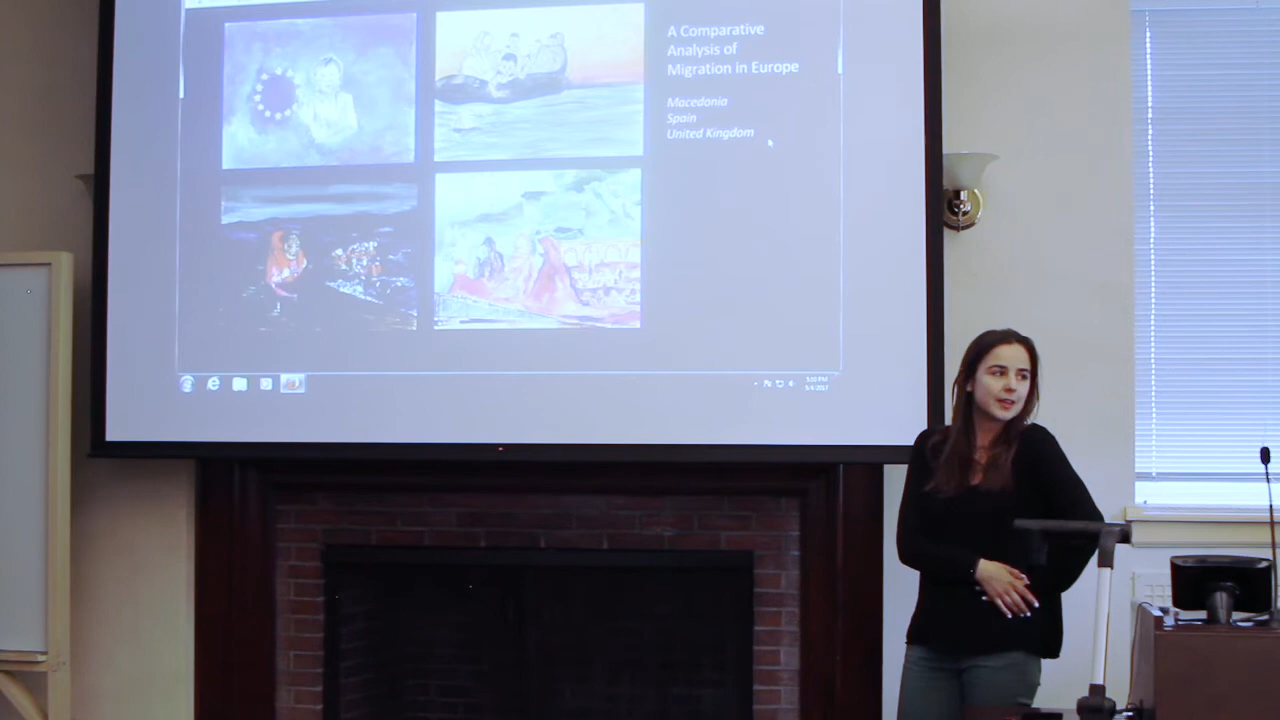 A Comparative
Analysis of
Migration in Europe
Macedonia
Spain
United Kingdom